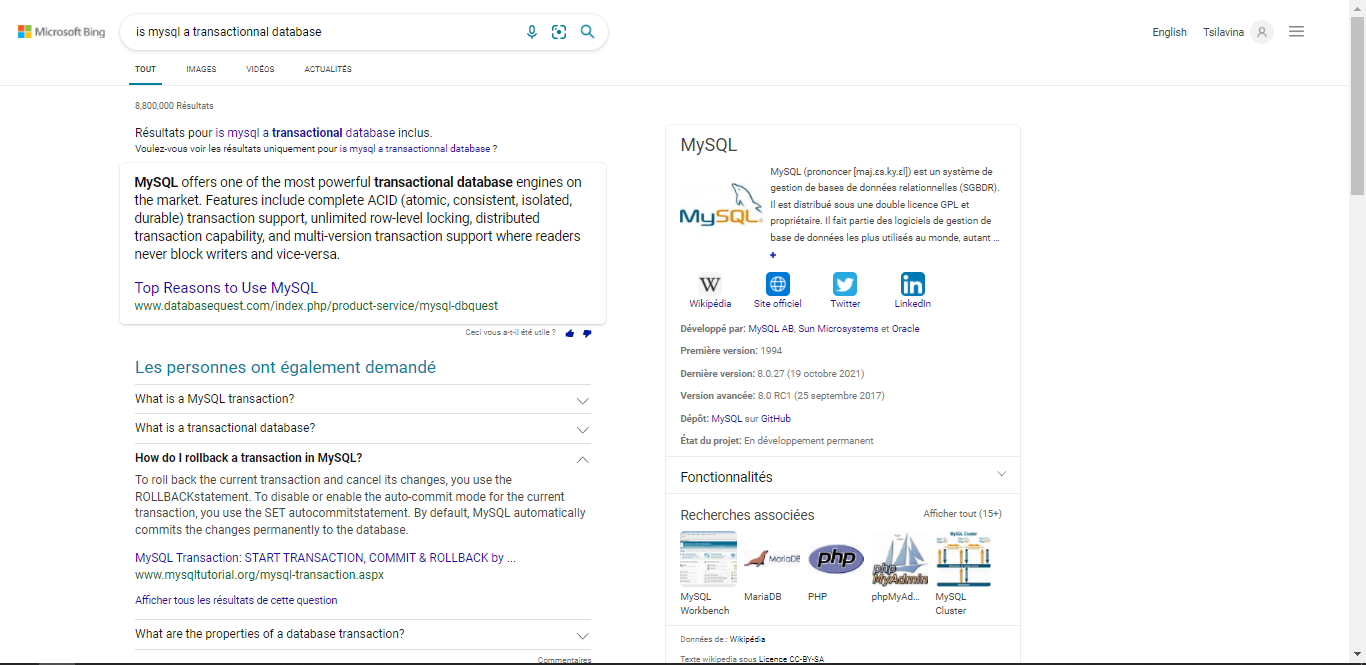 Microsoft Bing
is mysql a transactionnal database
English
Tsilavina
TOUT
IMAGES
VIDÉOS
ACTUALITÉS
8,800,000 Résultats
Résultats pour is mysql a transactional database inclus.
Voulez-vous voir les résultats uniquement pour is mysql a transactionnal database ?
MySQL offers one of the most powerful transactional database engines on
the market. Features include complete ACID (atomic, consistent, isolated,
durable) transaction support, unlimited row-level locking, distributed
transaction capability, and multi-version transaction support where readers
never block writers and vice-versa.
Top Reasons to Use MySQL
www.databasequest.com/index.php/product-service/mysql-dbquest
Ceci vous a-t-il été utile ?
Les personnes ont également demandé
What is a MySQL transaction?
What is a transactional database?
How do I rollback a transaction in MySQL?
To roll back the current transaction and cancel its changes, you use the
ROLLBACKstatement. To disable or enable the auto-commit mode for the current
transaction, you use the SET autocommitstatement. By default, MySQL automatically
commits the changes permanently to the database.
MySQL Transaction: START TRANSACTION, COMMIT & ROLLBACK by ...
www.mysqltutorial.org/mysql-transaction.aspx
Afficher tous les résultats de cette question
What are the properties of a database transaction?
Commentaires
MySQL
MySQL
MySQL (prononcer [maj.ɛs.ky.ɛl]) est un système de
gestion de bases de données relationnelles (SGBDR).
Il est distribué sous une double licence GPL et
propriétaire. Il fait partie des logiciels de gestion de
base de données les plus utilisés au monde, autant ...
+
W
in
Wikipédia
Site officiel
Twitter
LinkedIn
Développé par: MySQL AB, Sun Microsystems et Oracle
Première version: 1994
Dernière version: 8.0.27 (19 octobre 2021)
Version avancée: 8.0 RC1 (25 septembre 2017)
Dépôt: MySQL sur GitHub
État du projet: En développement permanent
Fonctionnalités
Recherches associées
Afficher tout (15+)
MariaDB
php
php
MyAdmin
MySQL Cluster
MySQL
Workbench
MariaDB
PHP
phpMyAd...
MySQL
Cluster
Données de : Wikipédia
Texte wikipedia sous Licence CC-BY-SA